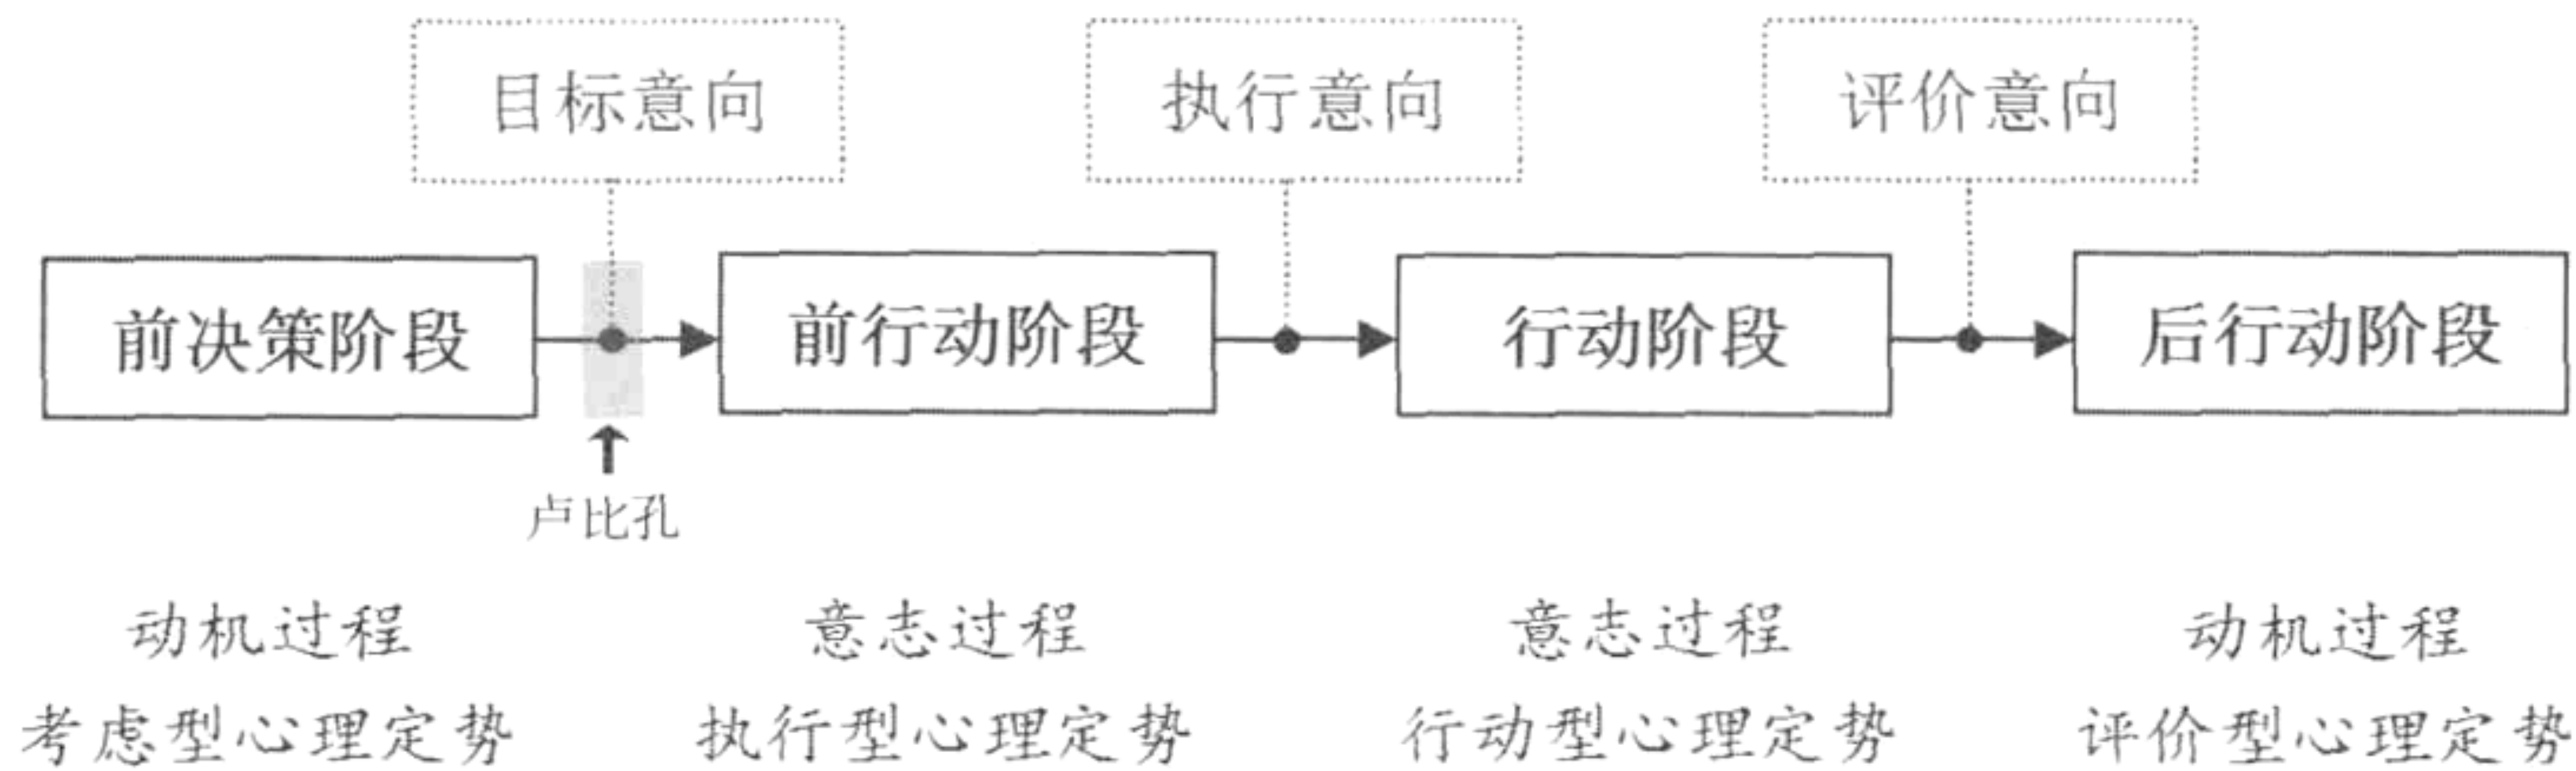 目标意向
执行意向
评价意向
前决策阶段
前行动阶段
行动阶段
后行动阶段
卢比孔
动机过程
意志过程
意志过程
动机过程
考虑型心理定势
执行型心理定势
行动型心理定势
评价型心理定势